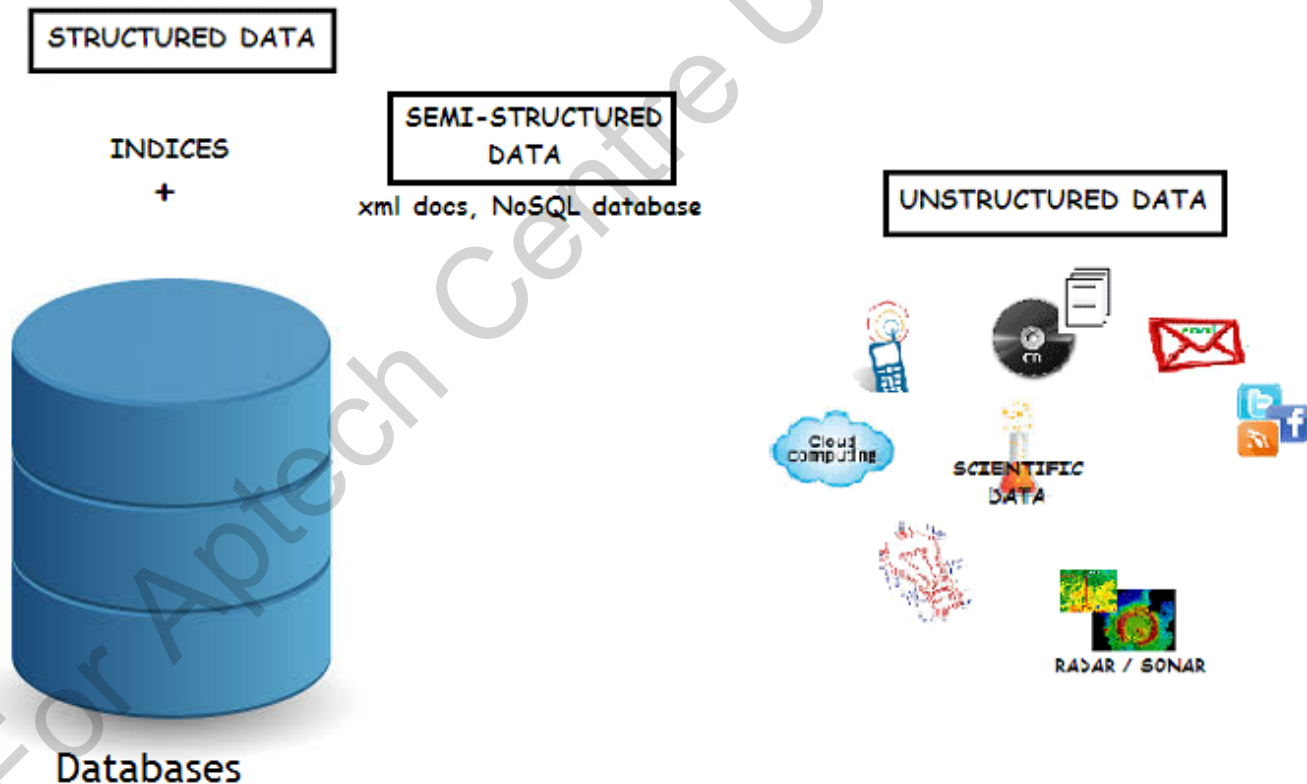 STRUCTURED DATA
INDICES
+
Databases
SEMI-STRUCTURED
DATA
xml docs, NoSQL database
UNSTRUCTURED DATA
CD
Cloud
computing
SCIENTIFIC
DATA
RADAR / SONAR
For Aptech Centre U